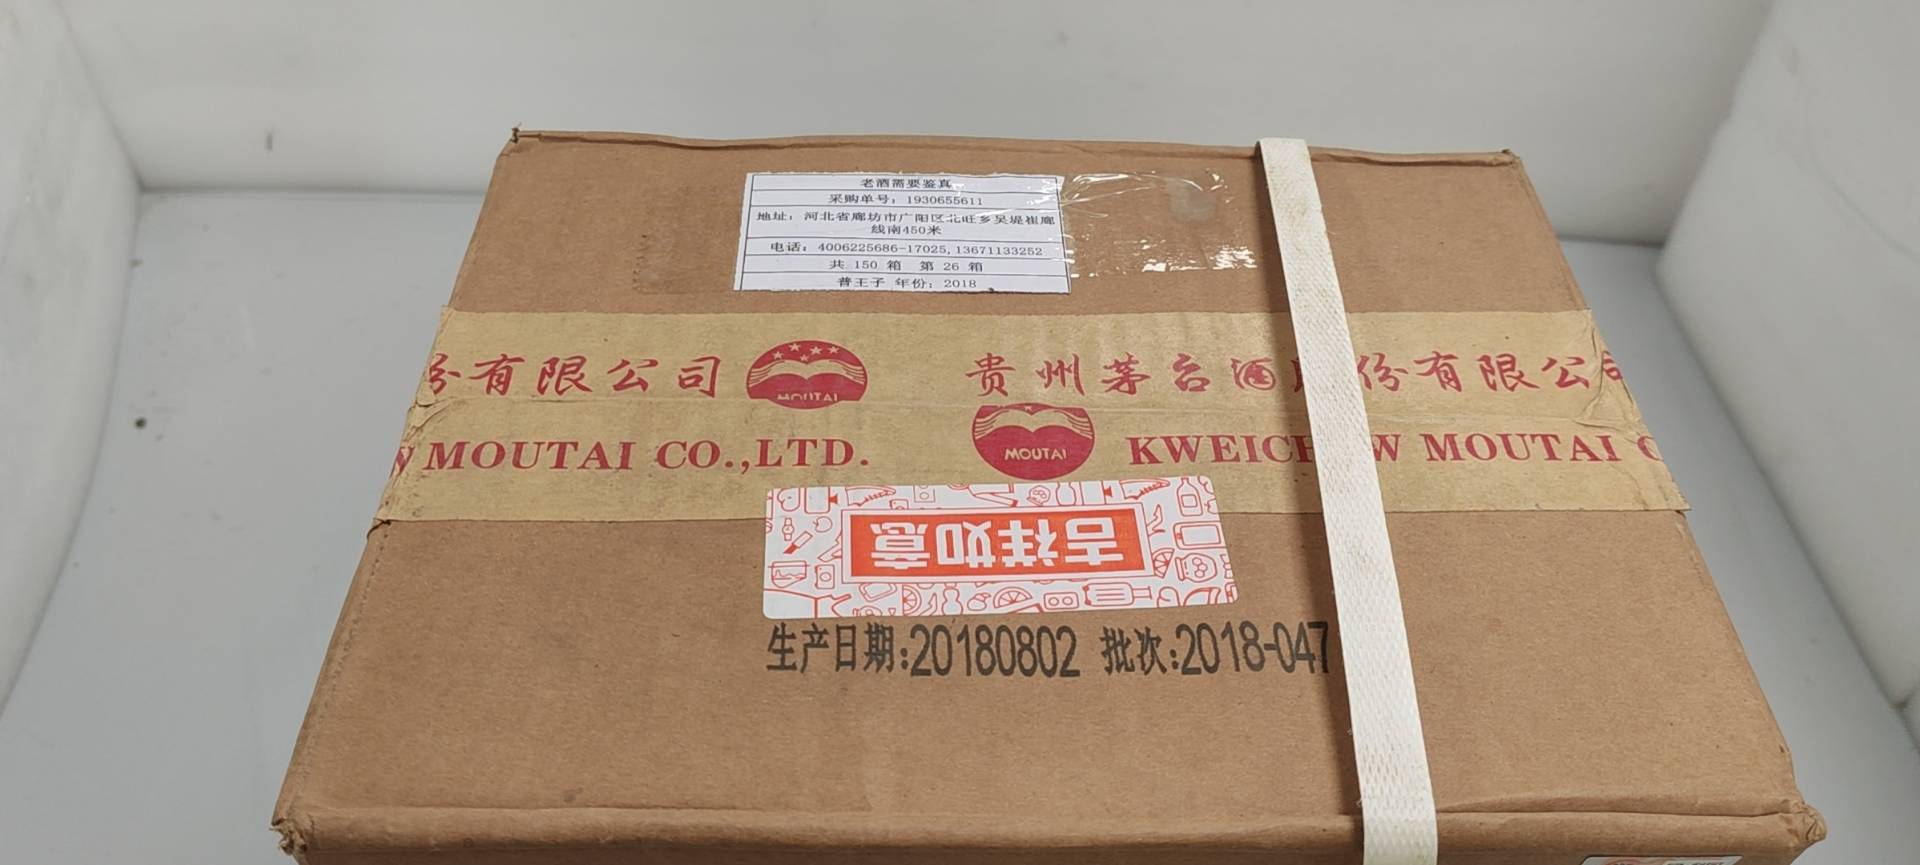 老酒需要鉴真
采购单号：1930655611
地址：河北省廊坊市广阳区北旺乡吴堤崔廊
线南450米
电话：4006225686-17025,13671133252
共 150 箱 第 26 箱
普王子 年份：2018
份有限公司 MOUTAI 贵州茅台酒 份有限公司
MOUTAI CO.,LTD. MOUTAI KWEICH W MOUTAI C
吉祥如意
生产日期:20180802 批次:2018-047